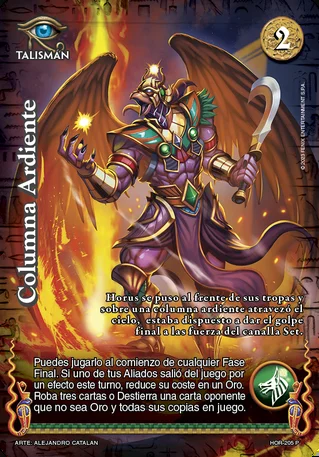 TALISMÁN
2
Columna Ardiente
©2023 FENIX ENTERTAINMENT S.P.A.
Horus se puso al frente de sus tropas y
sobre una columna ardiente atravezó el
cielo, estaba dispuesto a dar el golpe
final a las fuerza del canalla Set.
Puedes jugarlo al comienzo de cualquier Fase
Final. Si uno de tus Aliados salió del juego por
un efecto este turno, reduce su coste en un Oro.
Roba tres cartas o Destierra una carta oponente
que no sea Oro y todas sus copias en juego.
ARTE: ALEJANDRO CATALAN
HOR-205 P